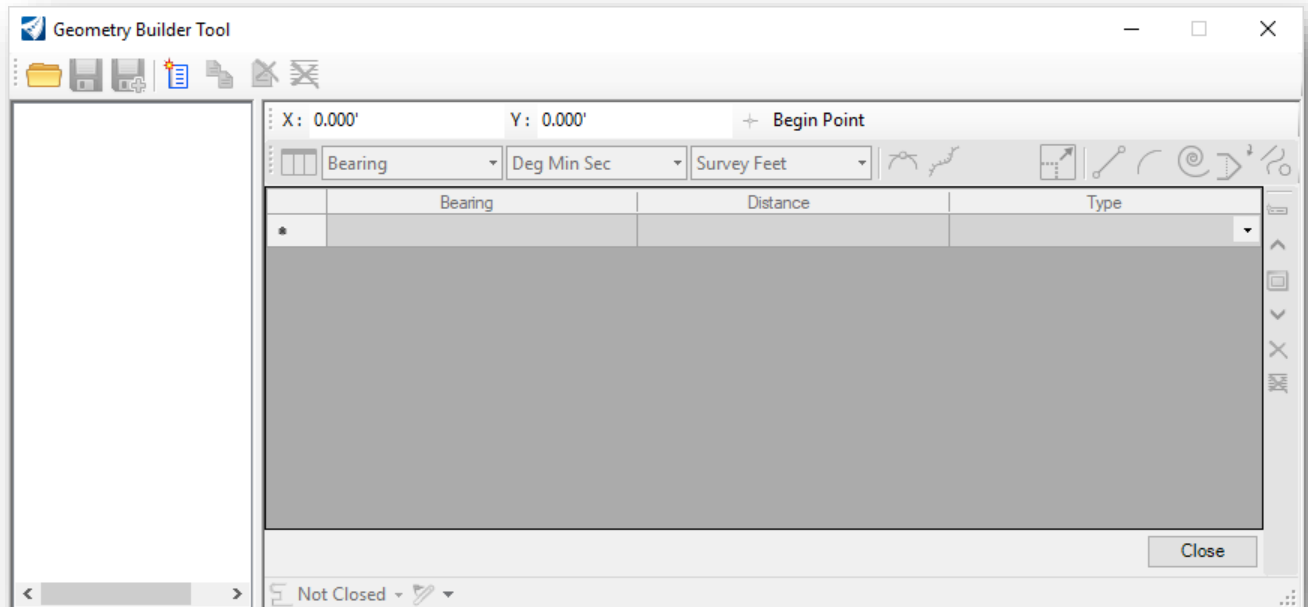 Geometry Builder Tool
X : 0.000' Y : 0.000' Begin Point
Bearing Deg Min Sec Survey Feet
Bearing Distance Type
Close
Not Closed